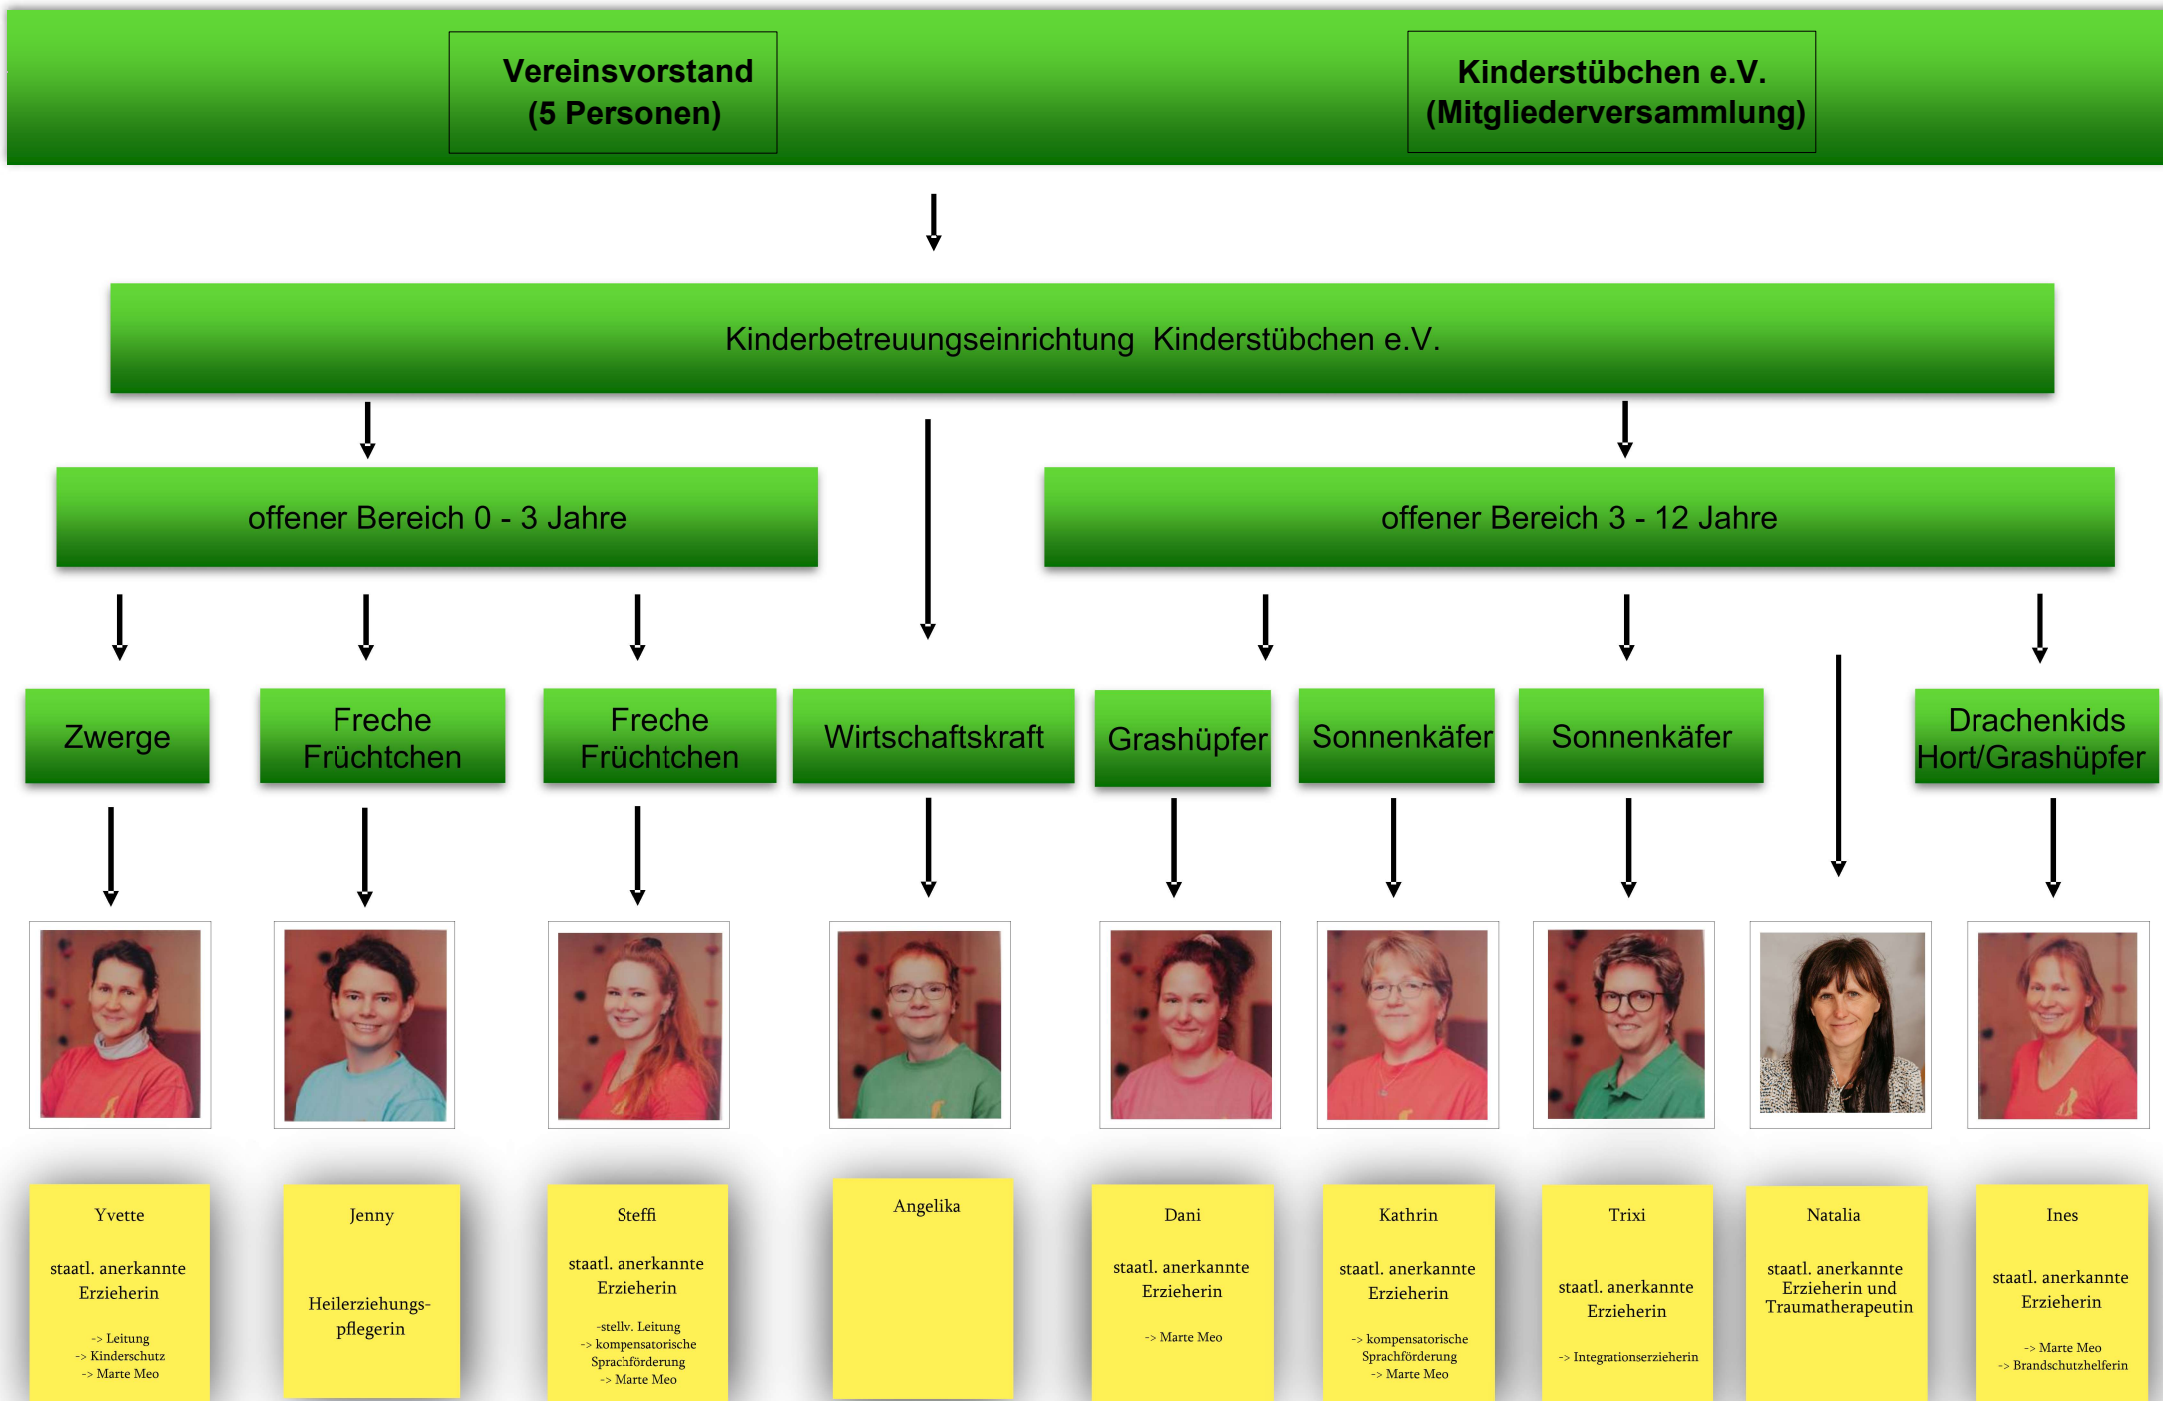 Vereinsvorstand
(5 Personen)
Kinderstübchen e.V.
(Mitgliederversammlung)
Kinderbetreuungseinrichtung  Kinderstübchen e.V.
offener Bereich 0 - 3 Jahre
offener Bereich 3 - 12 Jahre
Zwerge
Freche
Früchtchen
Freche
Früchtchen
Wirtschaftskraft
Grashüpfer
Sonnenkäfer
Sonnenkäfer
Drachenkids
Hort/Grashüpfer
Yvette
staatl. anerkannte
Erzieherin
-> Leitung
-> Kinderschutz
-> Marte Meo
Jenny
Heilerziehungs-
pflegerin
Steffi
staatl. anerkannte
Erzieherin
-stellv. Leitung
-> kompensatorische
Sprachförderung
-> Marte Meo
Angelika
Dani
staatl. anerkannte
Erzieherin
-> Marte Meo
Kathrin
staatl. anerkannte
Erzieherin
-> kompensatorische
Sprachförderung
-> Marte Meo
Trixi
staatl. anerkannte
Erzieherin
-> Integrationserzieherin
Natalia
staatl. anerkannte
Erzieherin und
Traumatherapeutin
Ines
staatl. anerkannte
Erzieherin
-> Marte Meo
-> Brandschutzhelferin